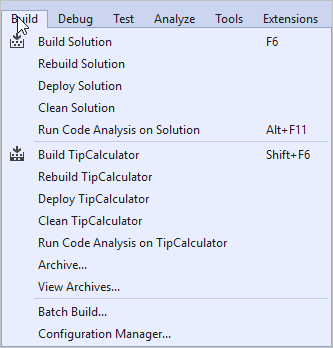 Build Debug Test Analyze Tools Extensions
Build Solution F6
Rebuild Solution
Deploy Solution
Clean Solution
Run Code Analysis on Solution Alt+F11
Build TipCalculator Shift+F6
Rebuild TipCalculator
Deploy TipCalculator
Clean TipCalculator
Run Code Analysis on TipCalculator
Archive...
View Archives...
Batch Build...
Configuration Manager...